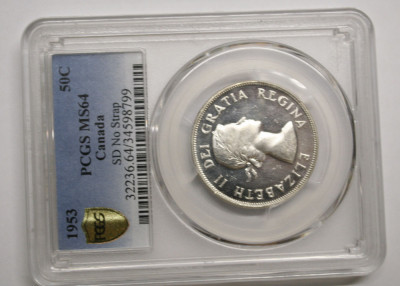 1953
50C
PCGS MS64
Canada
SD No Strap
32236.64/34598799
PCGS
ELIZABETH II DEI GRATIA REGINA